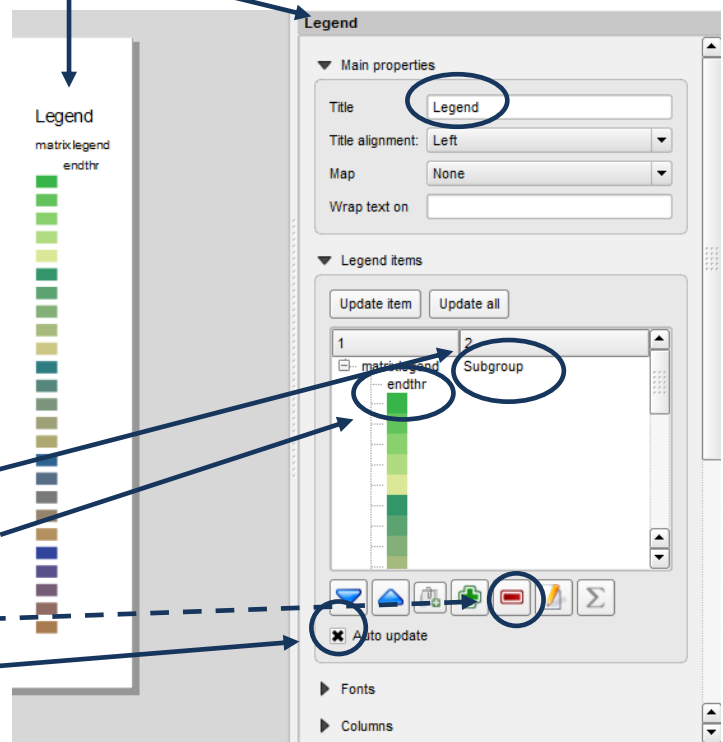 Legend
matrixlegend
endthr
Legend
Main properties
Title Legend
Title alignment: Left
Map None
Wrap text on
Legend items
Update item Update all
1 2
matrixlegend Subgroup
endthr
Auto update
Fonts
Columns